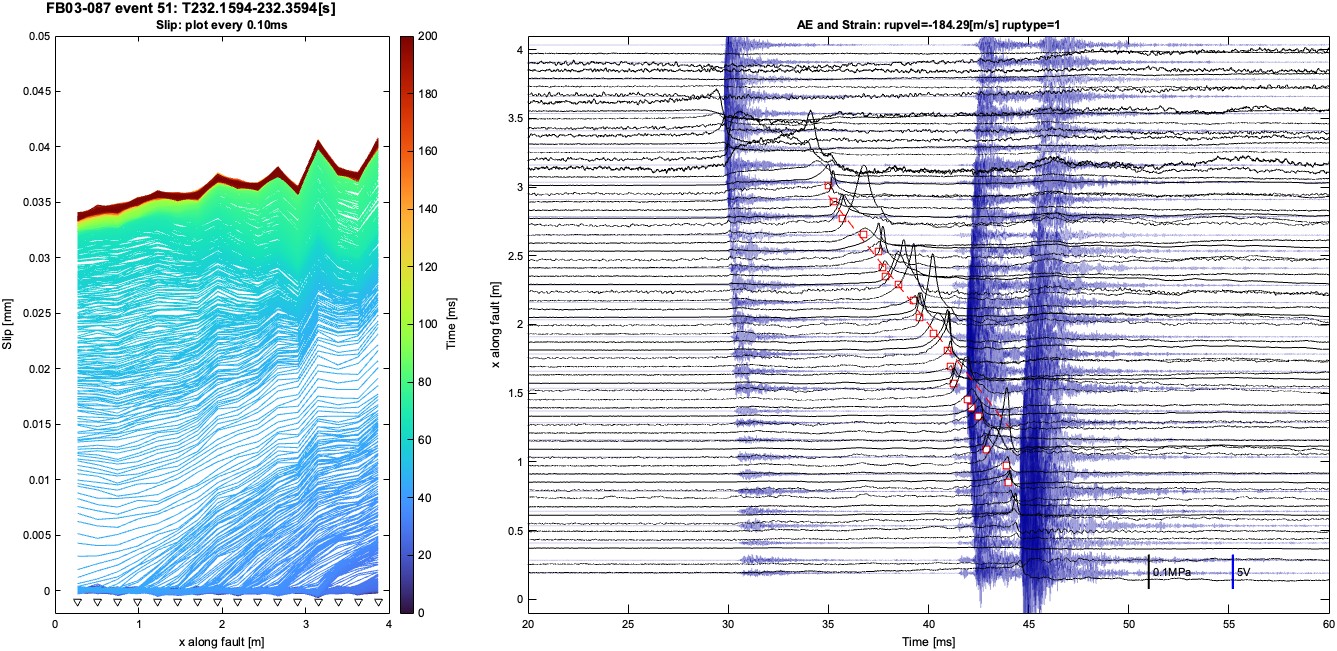 FB03-087 event 51: T232.1594-232.3594[s]
Slip: plot every 0.10ms
0.05
0.045
0.04
0.035
0.03
0.025
0.02
0.015
0.01
0.005
0
Slip [mm]
0 1 2 3 4
x along fault [m]
200
180
160
140
120
100
80
60
40
20
0
Time [ms]
AE and Strain: rupvel=-184.29[m/s] ruptype=1
4
3.5
3
2.5
2
1.5
1
0.5
0
x along fault [m]
0.1MPa
5V
20 25 30 35 40 45 50 55 60
Time [ms]